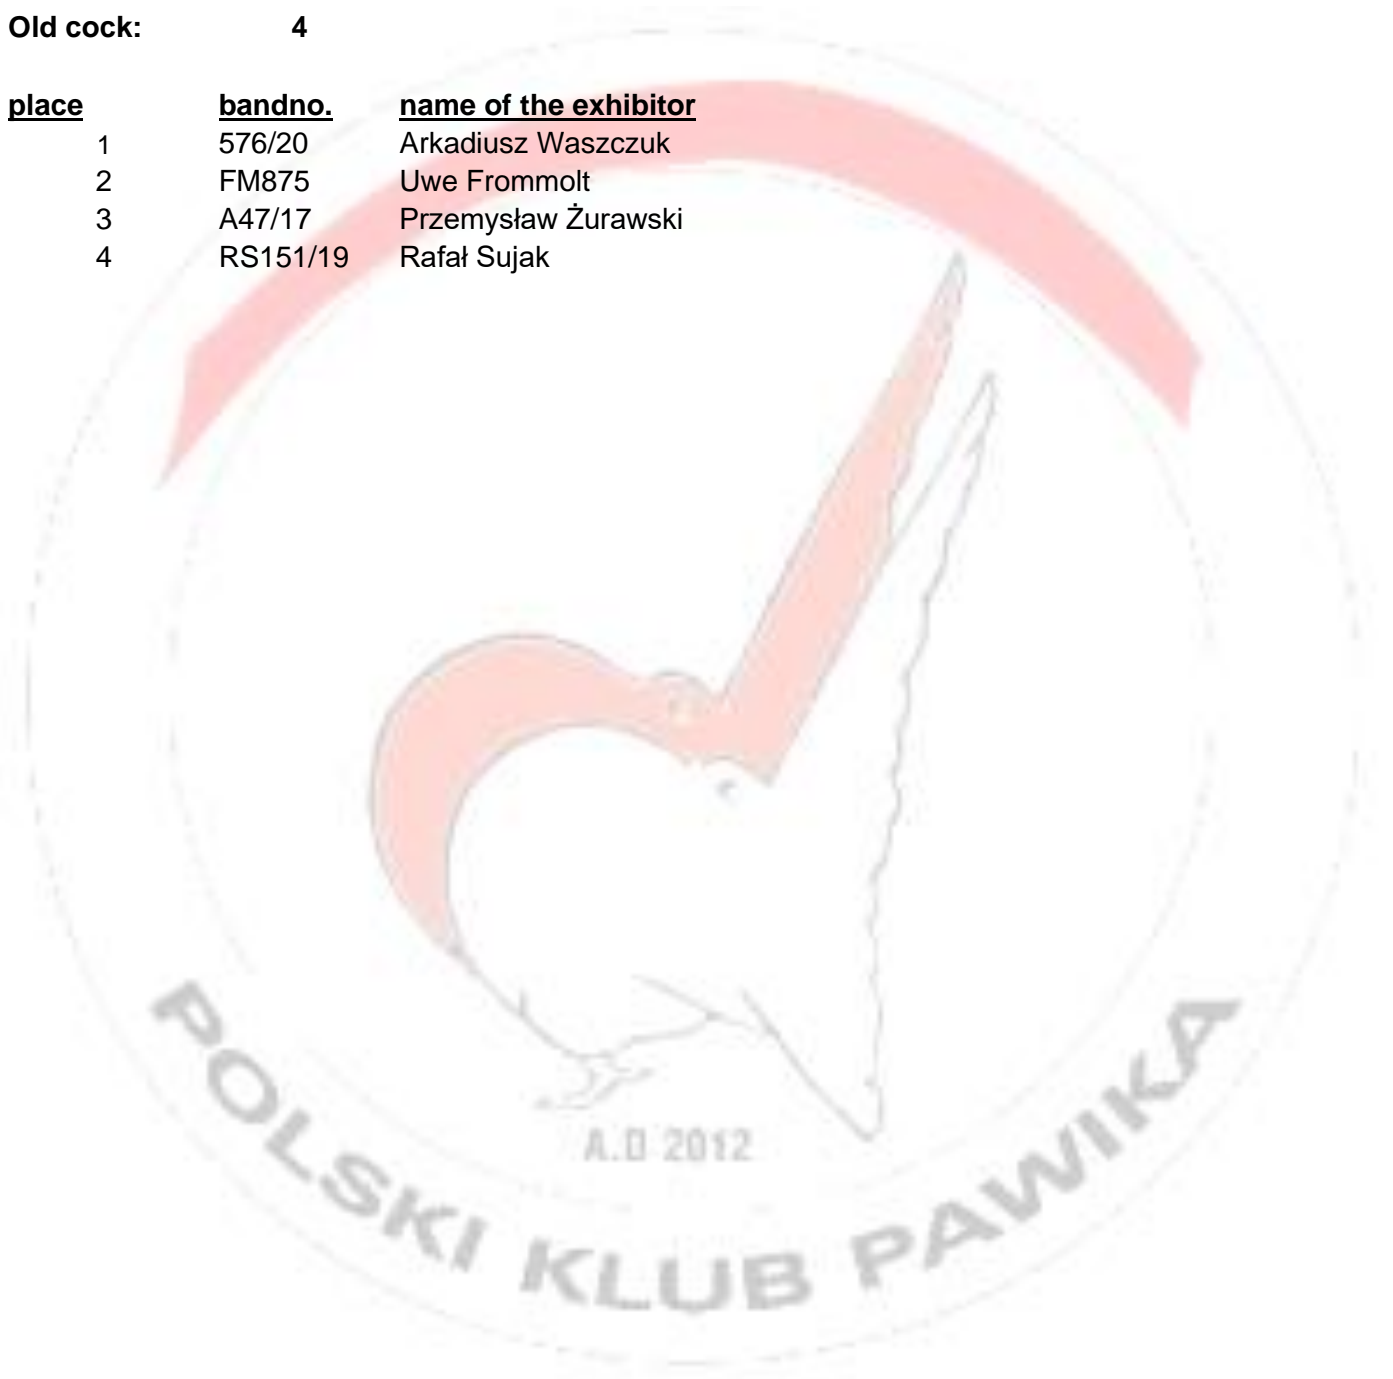 Old cock: 4
place bandno. name of the exhibitor
1 576/20 Arkadiusz Waszczuk
2 FM875 Uwe Frommolt
3 A47/17 Przemysław Żurawski
4 RS151/19 Rafał Sujak
A.D 2012
POLSKI KLUB PAWIKA